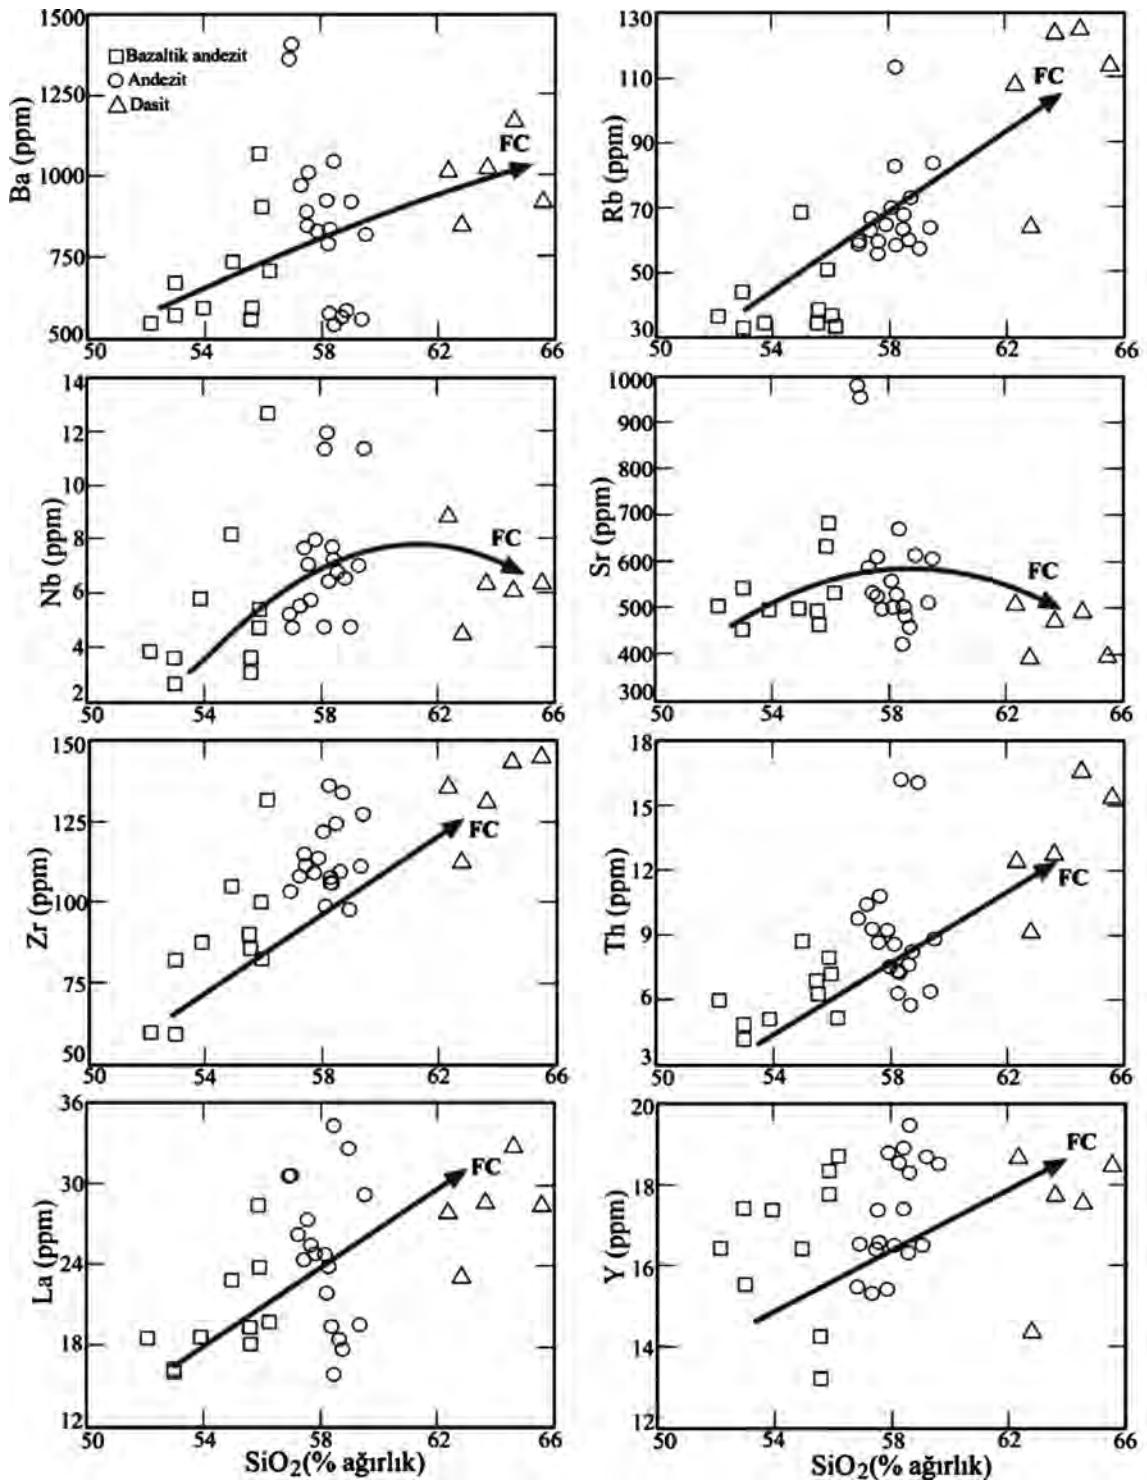 1500
1250
1000
750
500
Ba (ppm)
Bazaltik andezit
Andezit
Dasit
FC
50 54 58 62 66
130
110
90
70
50
30
Rb (ppm)
FC
50 54 58 62 66
14
12
10
8
6
4
2
Nb (ppm)
FC
50 54 58 62 66
1000
900
800
700
600
500
400
300
Sr (ppm)
FC
50 54 58 62 66
150
125
100
75
50
Zr (ppm)
FC
50 54 58 62 66
18
15
12
9
6
3
Th (ppm)
FC
50 54 58 62 66
36
30
24
18
12
La (ppm)
FC
50 54 58 62 66
SiO₂(% ağırlık)
20
18
16
14
12
Y (ppm)
FC
50 54 58 62 66
SiO₂(% ağırlık)